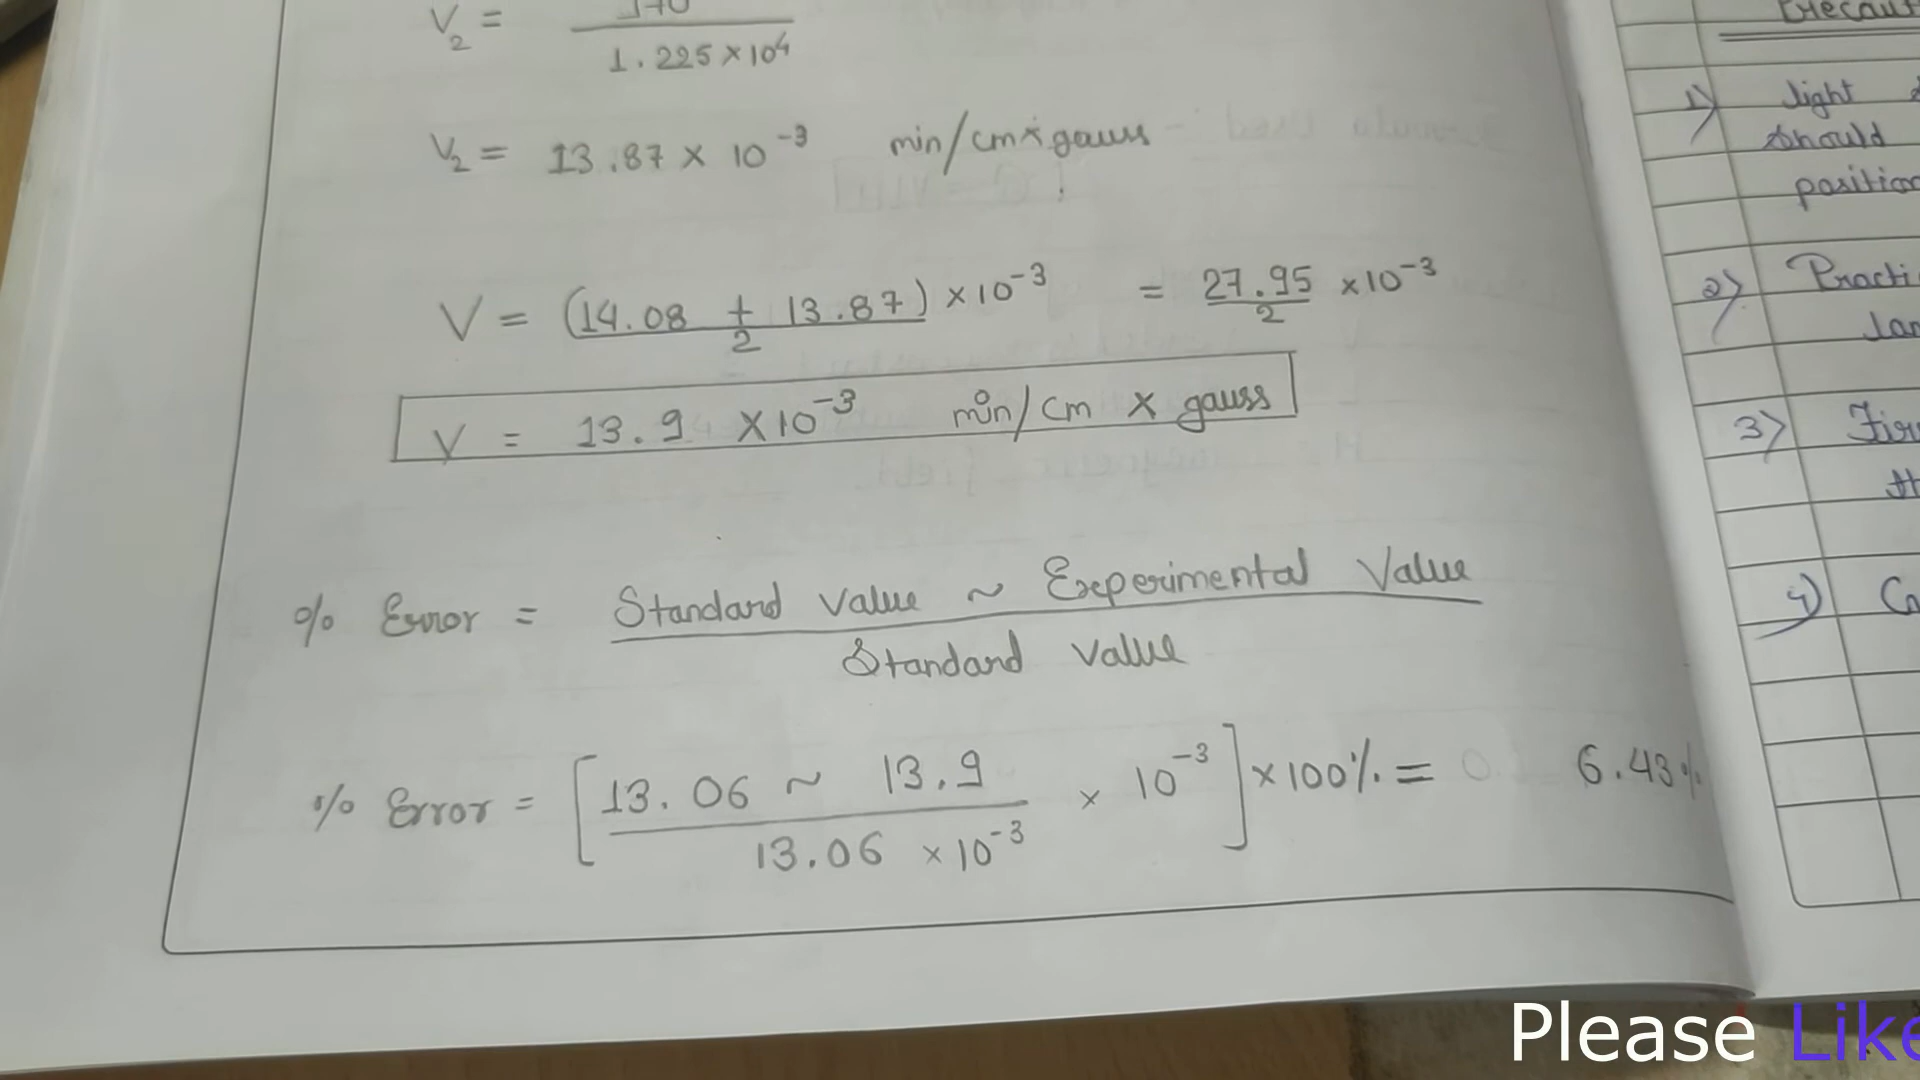 V₂ =
1.225 × 10⁴
V₂ = 13.87 × 10⁻³ min/cm × gauss
V = (14.08 + 13.87) × 10⁻³ = 27.95 × 10⁻³
2 2
V = 13.9 × 10⁻³ min/cm × gauss
% Error = Standard Value ~ Experimental Value
Standard Value
% Error = [13.06 ~ 13.9 × 10⁻³] × 100% = 6.43%
13.06 × 10⁻³
1) light
should
position
2) Practi
3)
4)
Please Like